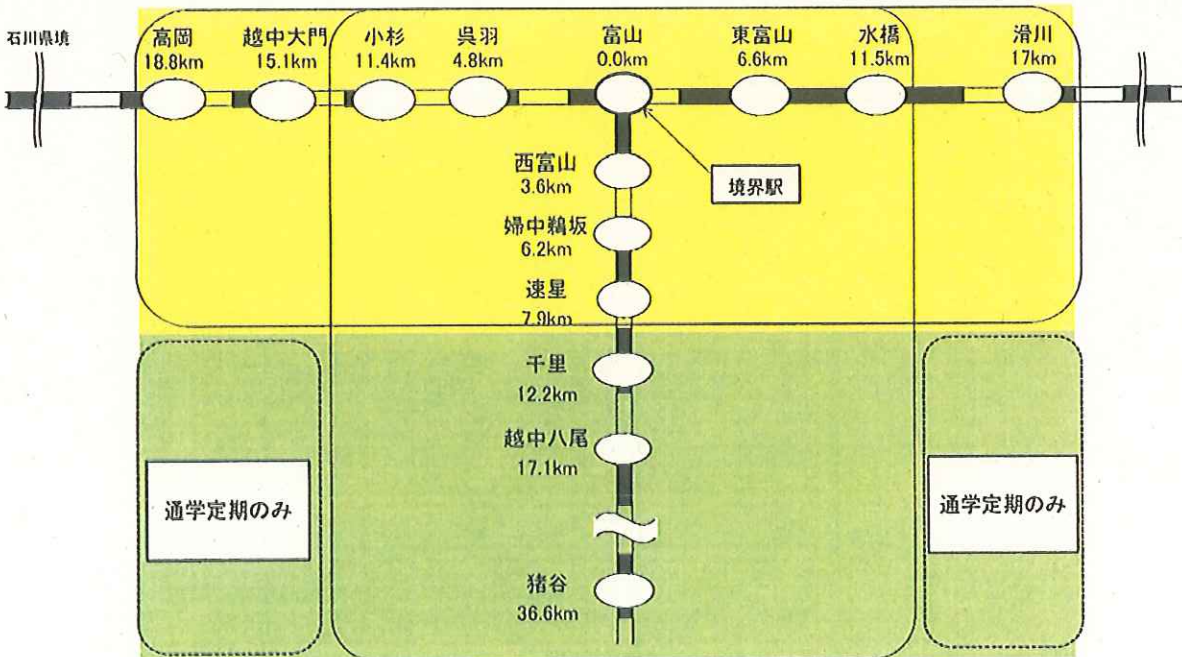 石川県境
高岡
18.8km
越中大門
15.1km
小杉
11.4km
呉羽
4.8km
富山
0.0km
東富山
6.6km
水橋
11.5km
滑川
17km
西富山
3.6km
境界駅
婦中鵜坂
6.2km
速星
7.9km
千里
12.2km
越中八尾
17.1km
通学定期のみ
通学定期のみ
猪谷
36.6km